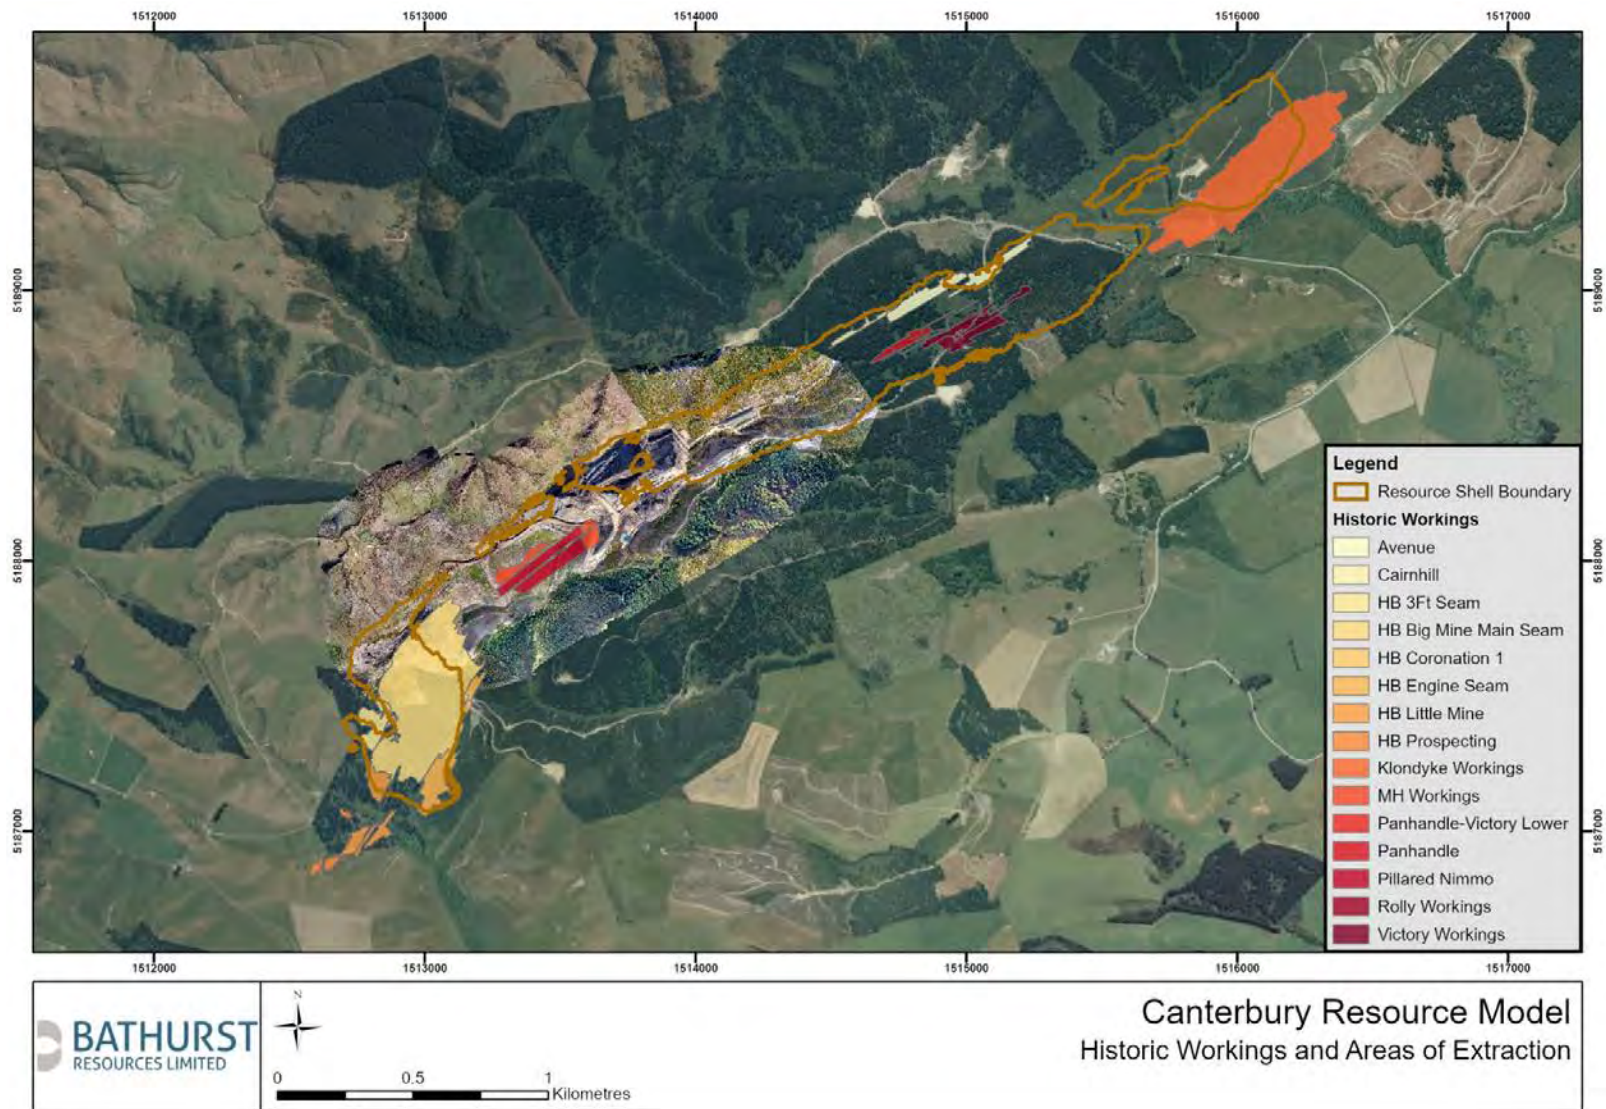 1512000
1513000
1514000
1515000
1516000
1517000
5189000
5189000
5188000
5188000
5187000
5187000
Legend
Resource Shell Boundary
Historic Workings
Avenue
Cairnhill
HB 3Ft Seam
HB Big Mine Main Seam
HB Coronation 1
HB Engine Seam
HB Little Mine
HB Prospecting
Klondyke Workings
MH Workings
Panhandle-Victory Lower
Panhandle
Pillared Nimmo
Rolly Workings
Victory Workings
1512000
1513000
1514000
1515000
1516000
1517000
BATHURST
RESOURCES LIMITED
N
0 0.5 1
Kilometres
Canterbury Resource Model
Historic Workings and Areas of Extraction